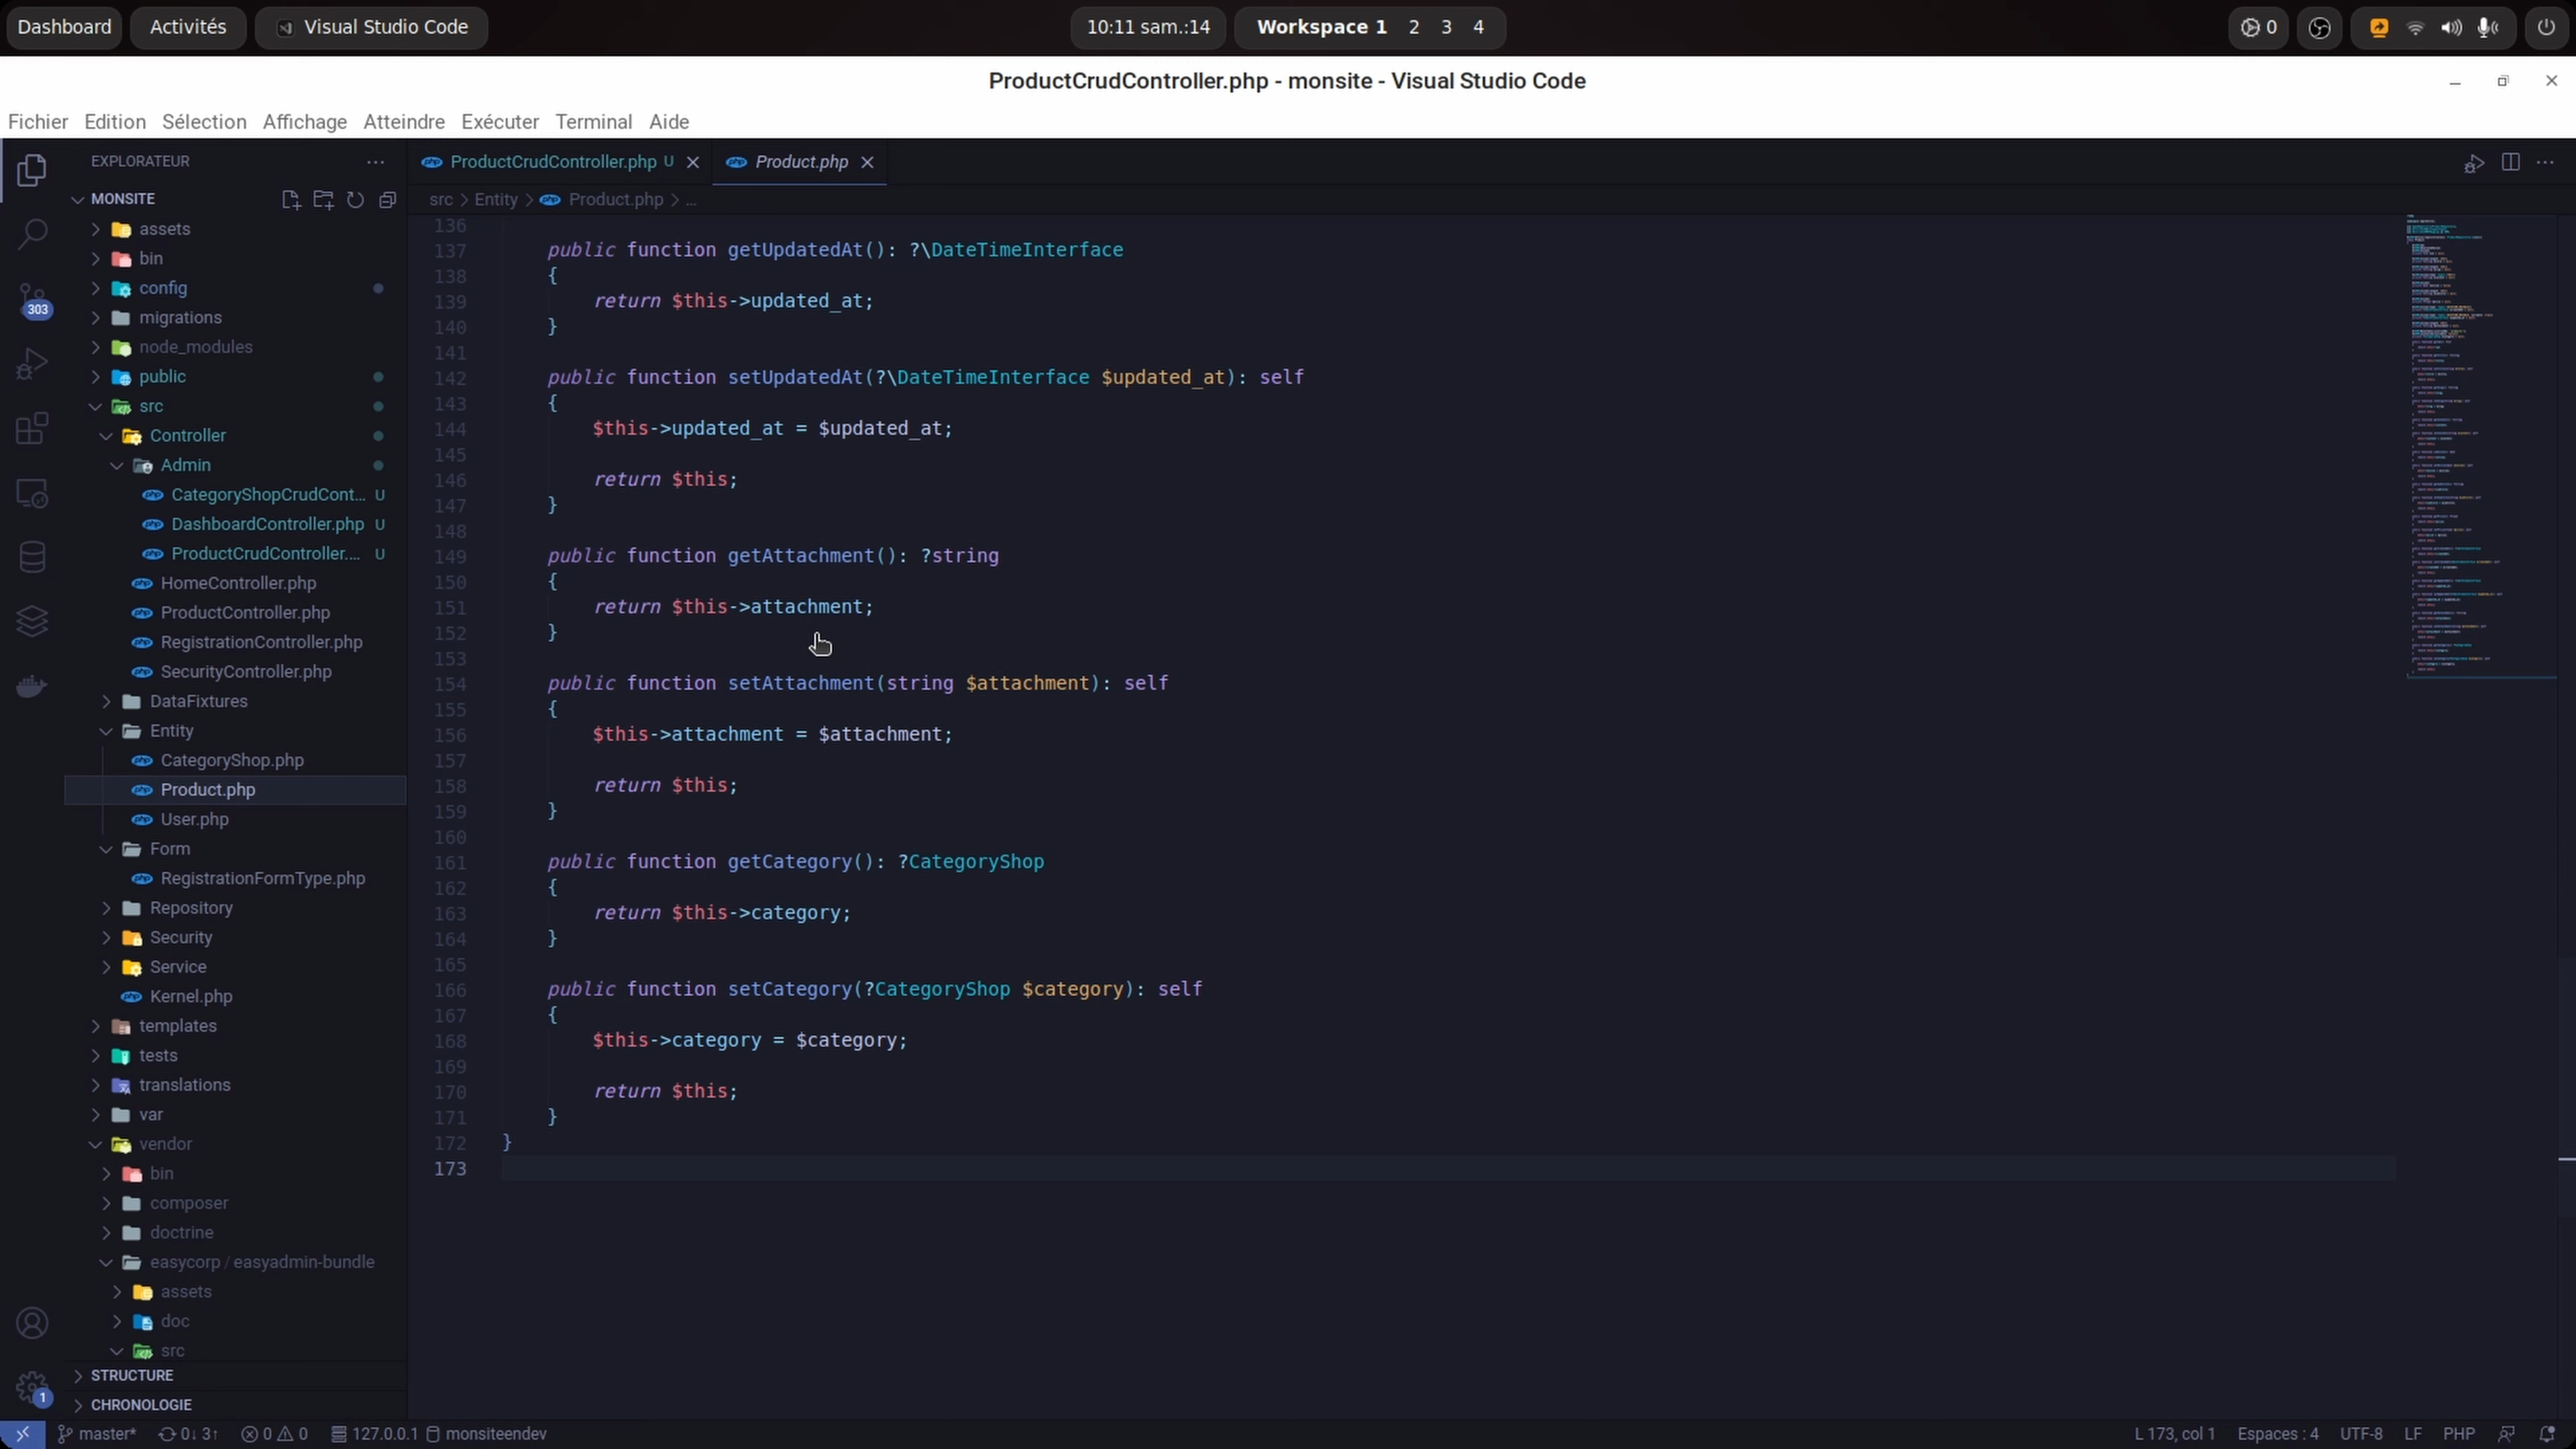 Dashboard
Activités
Visual Studio Code
10:11 sam.:14
Workspace 1 2 3 4
0
ProductCrudController.php - monsite - Visual Studio Code
Fichier Edition Sélection Affichage Atteindre Exécuter Terminal Aide
EXPLORATEUR
MONSITE
assets
bin
config
migrations
node_modules
public
src
Controller
Admin
CategoryShopCrudCont... U
DashboardController.php U
ProductCrudController.... U
HomeController.php
ProductController.php
RegistrationController.php
SecurityController.php
DataFixtures
Entity
CategoryShop.php
Product.php
User.php
Form
RegistrationFormType.php
Repository
Security
Service
Kernel.php
templates
tests
translations
var
vendor
bin
composer
doctrine
easycorp / easyadmin-bundle
assets
doc
src
STRUCTURE
CHRONOLOGIE
303
1
ProductCrudController.php U
Product.php
src > Entity > Product.php > ...
136
137 public function getUpdatedAt(): ?\DateTimeInterface
138 {
139 return $this->updated_at;
140 }
141
142 public function setUpdatedAt(?\DateTimeInterface $updated_at): self
143 {
144 $this->updated_at = $updated_at;
145
146 return $this;
147 }
148
149 public function getAttachment(): ?string
150 {
151 return $this->attachment;
152 }
153
154 public function setAttachment(string $attachment): self
155 {
156 $this->attachment = $attachment;
157
158 return $this;
159 }
160
161 public function getCategory(): ?CategoryShop
162 {
163 return $this->category;
164 }
165
166 public function setCategory(?CategoryShop $category): self
167 {
168 $this->category = $category;
169
170 return $this;
171 }
172 }
173
master* 0↓ 3↑ 0 0 127.0.0.1 monsiteendev
L 173, col 1 Espaces : 4 UTF-8 LF PHP